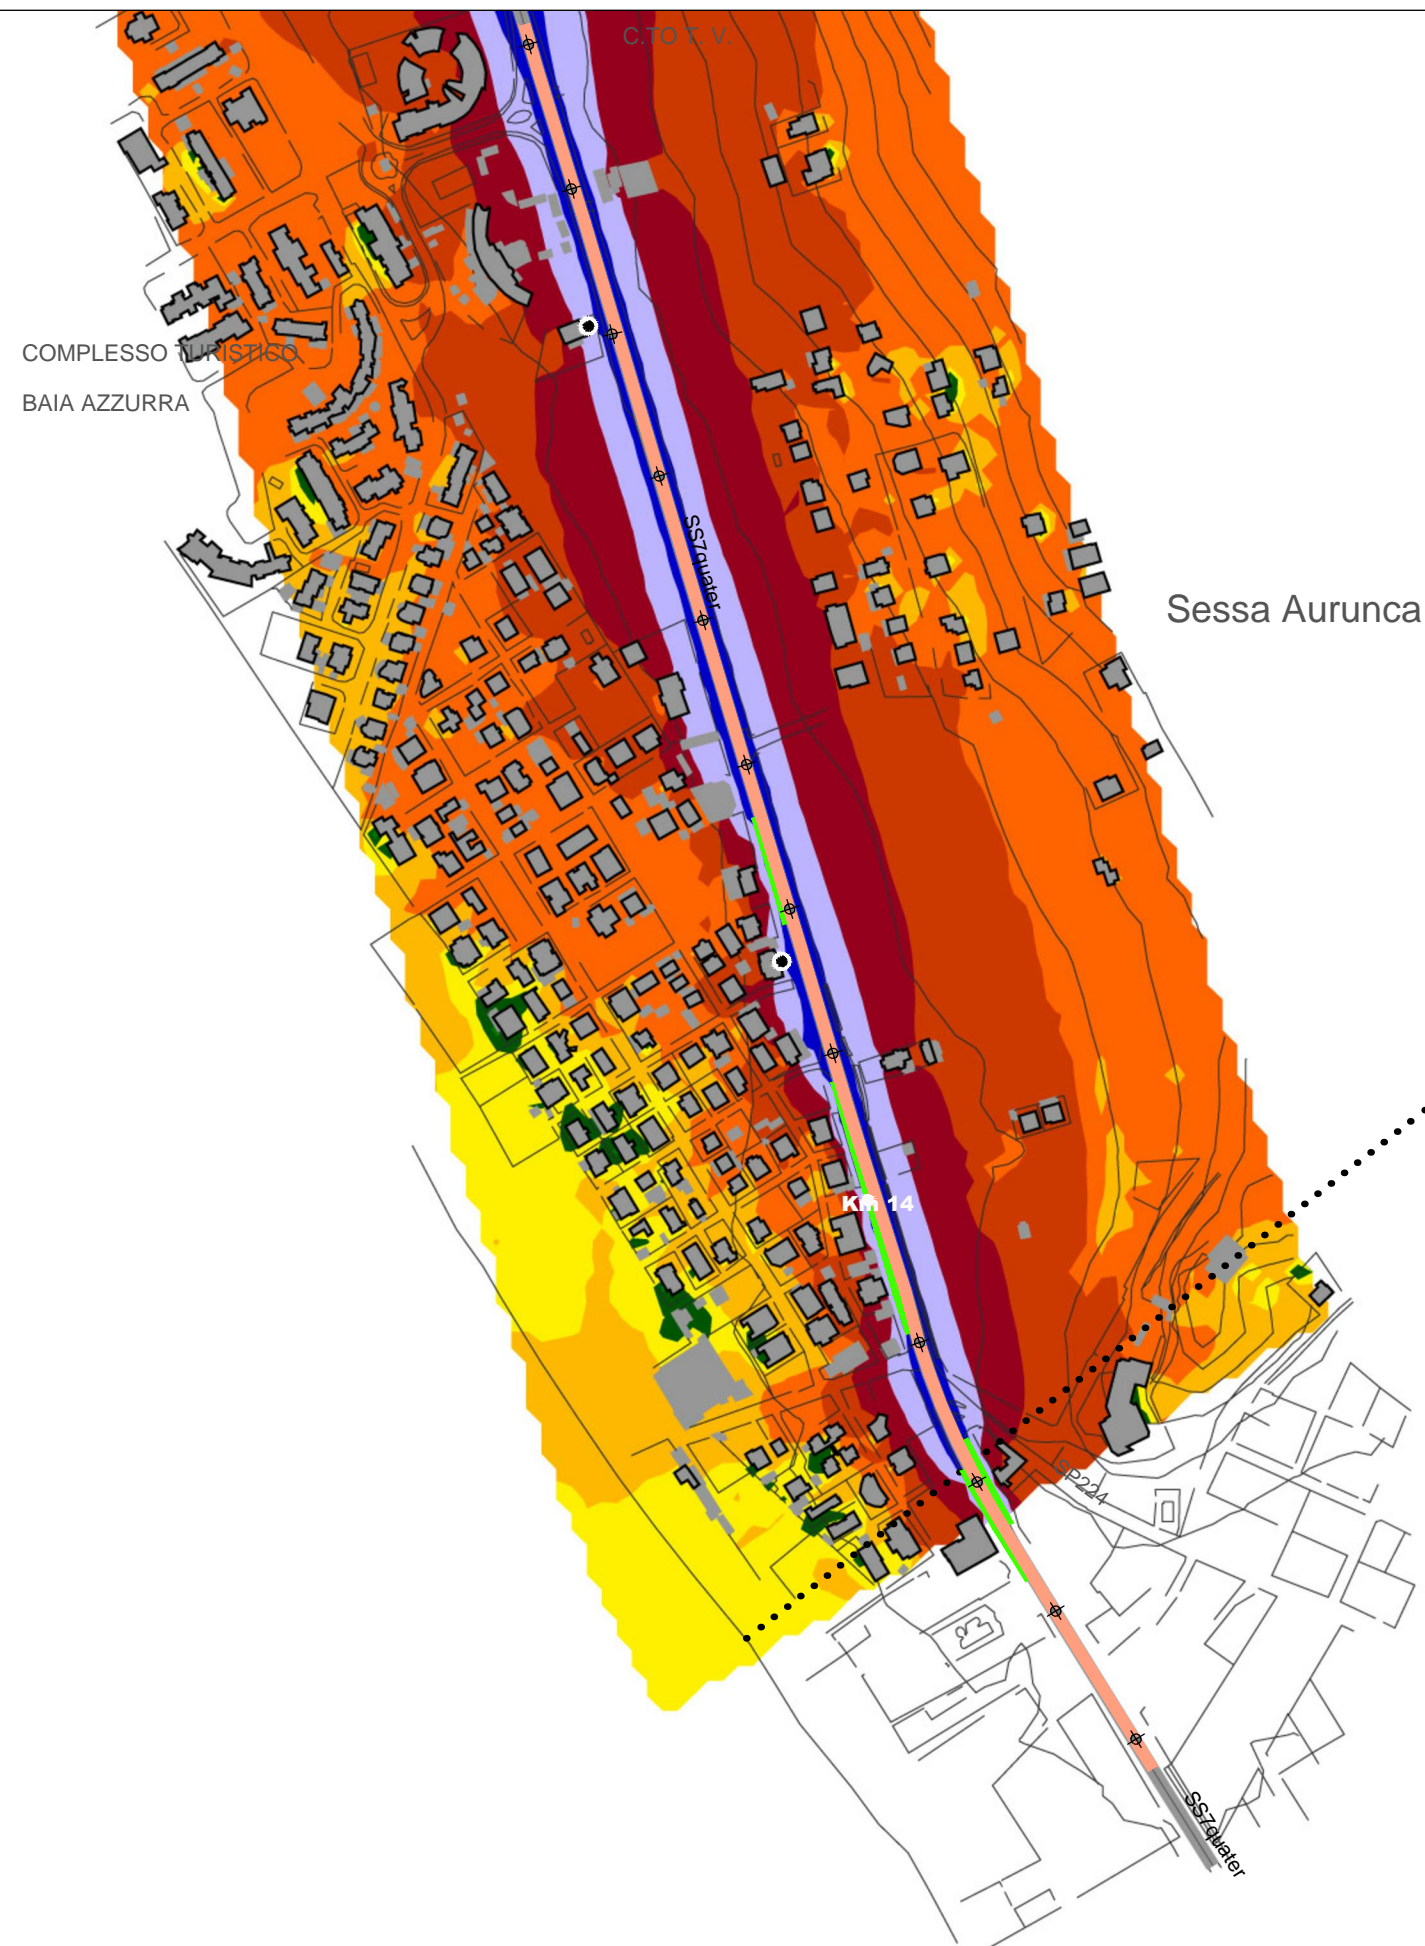 C.TO T. V.
COMPLESSO TURISTICO
BAIA AZZURRA
SS7quater
Sessa Aurunca
Km 14
SP224
SS7quater